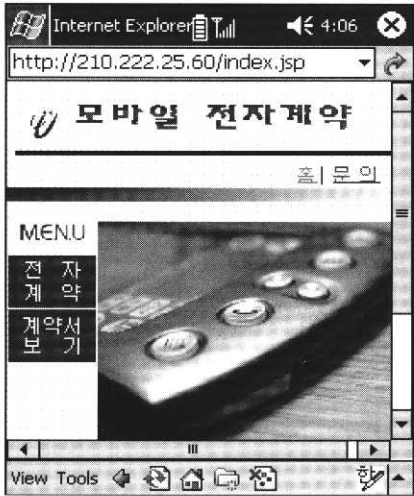 Internet Explorer 4:06
http://210.222.25.60/index.jsp
모바일 전자계약
홈 | 문의
MENU
전 자
계 약
계약서
보 기
View Tools 한